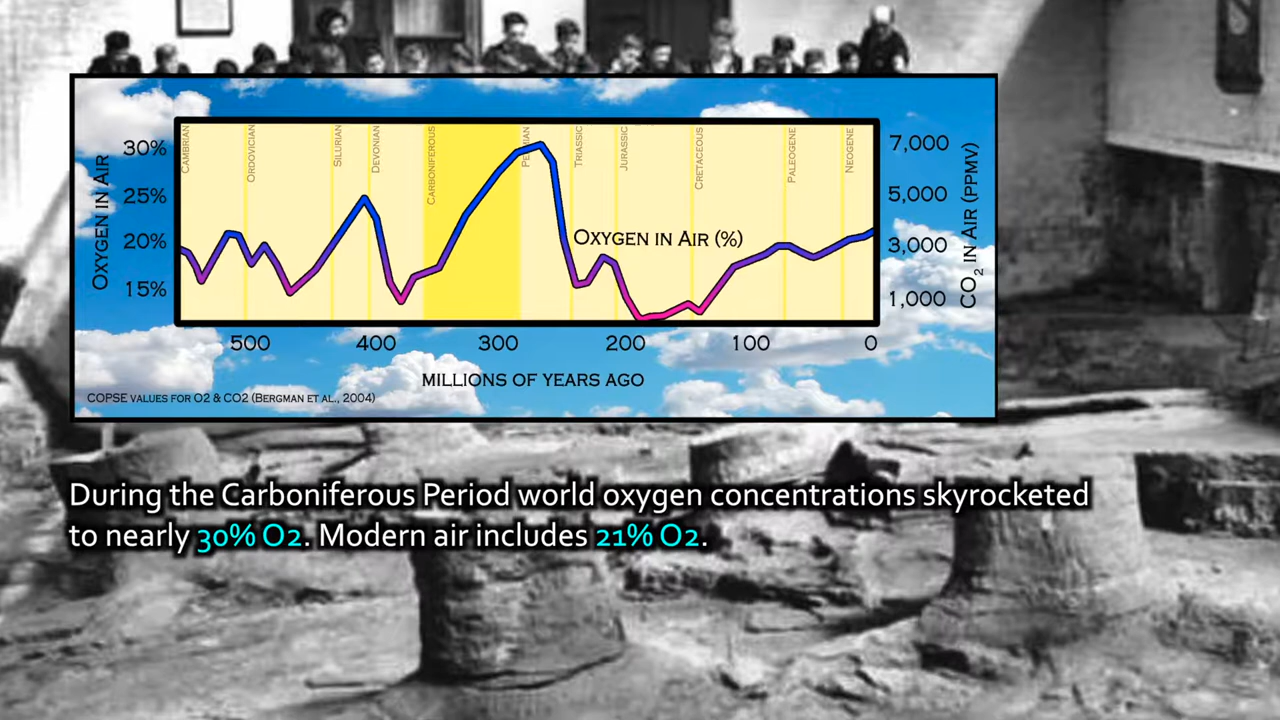 CAMBRIAN
ORDOVICIAN
SILURIAN
DEVONIAN
CARBONIFEROUS
PERMIAN
TRIASSIC
JURASSIC
CRETACEOUS
PALEOGENE
NEOGENE
OXYGEN IN AIR
30%
25%
20%
15%
OXYGEN IN AIR (%)
7,000
5,000
3,000
1,000
CO2 IN AIR (PPMV)
500 400 300 200 100 0
MILLIONS OF YEARS AGO
COPSE VALUES FOR O2 & CO2 (BERGMAN ET AL., 2004)
During the Carboniferous Period world oxygen concentrations skyrocketed
to nearly 30% O2. Modern air includes 21% O2.